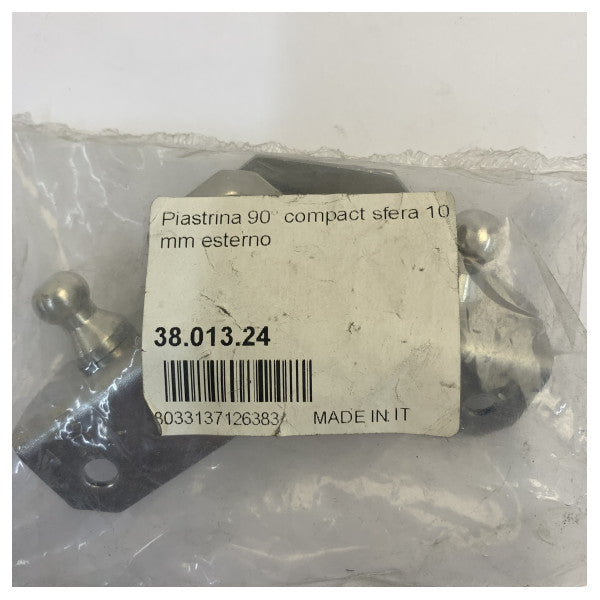 Piastrina 90° compact sfera 10
mm esterno
38.013.24
8033137126383
MADE IN IT